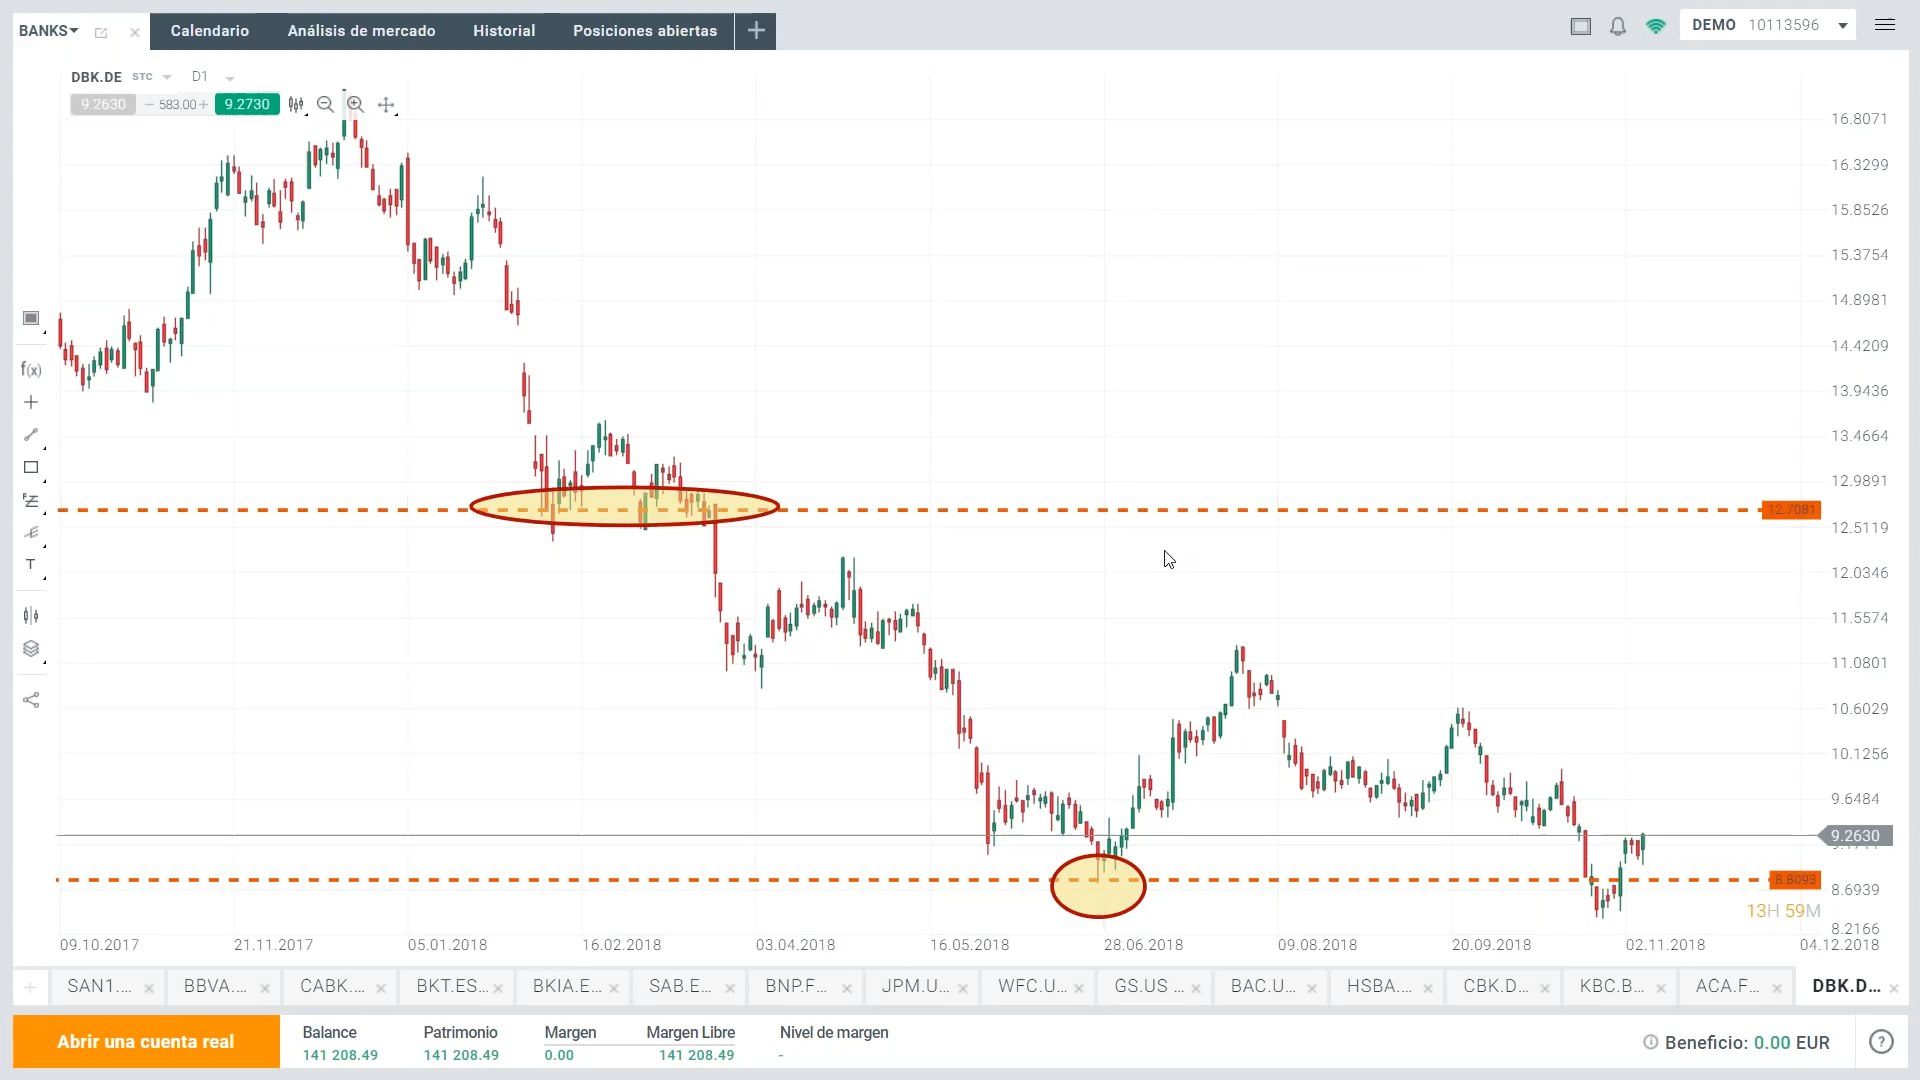 BANKS
Calendario
Análisis de mercado
Historial
Posiciones abiertas
DEMO 10113596
DBK.DE STC D1
9.2630 583.00 9.2730
16.8071
16.3299
15.8526
15.3754
14.8981
14.4209
13.9436
13.4664
12.9891
12.7081
12.5119
12.0346
11.5574
11.0801
10.6029
10.1256
9.6484
9.2630
8.8093
8.6939
13H 59M
8.2166
f(x)
T
09.10.2017 21.11.2017 05.01.2018 16.02.2018 03.04.2018 16.05.2018 28.06.2018 09.08.2018 20.09.2018 02.11.2018 04.12.2018
SAN1.... BBVA.... CABK.... BKT.ES... BKIA.E... SAB.E... BNP.F... JPM.U... WFC.U... GS.US ... BAC.U... HSBA.... CBK.D... KBC.B... ACA.F... DBK.D...
Abrir una cuenta real
Balance Patrimonio Margen Margen Libre Nivel de margen
141 208.49 141 208.49 0.00 141 208.49 -
Beneficio: 0.00 EUR
?